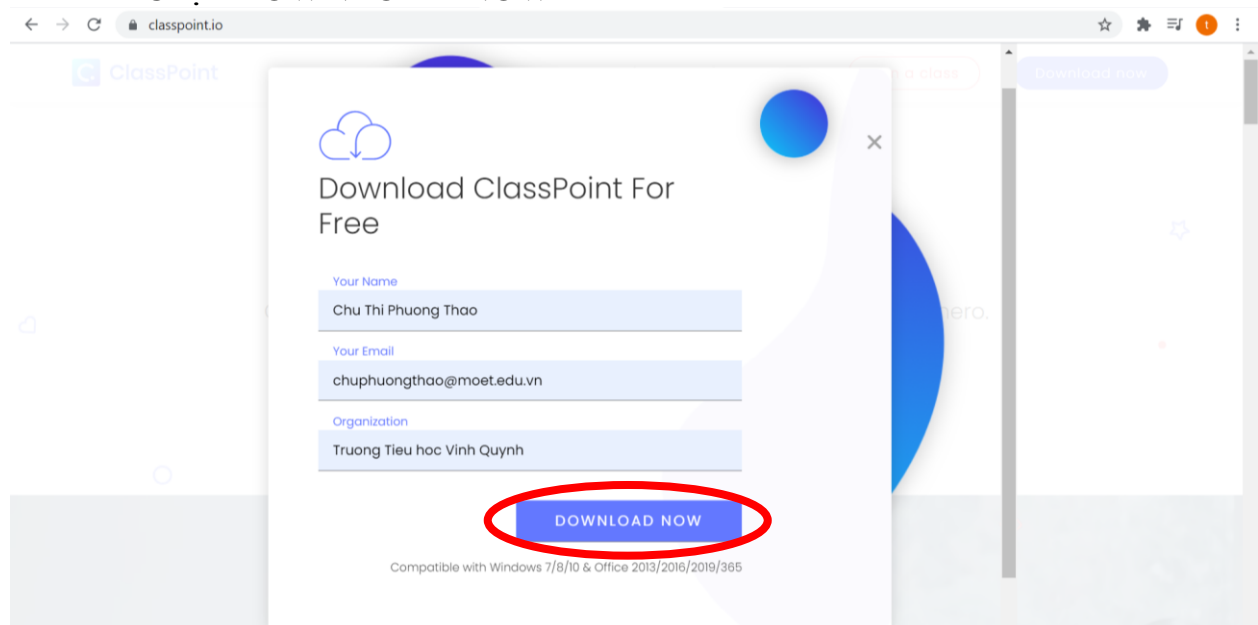 classpoint.io
t
ClassPoint
a class
Download now
Download ClassPoint For
Free
Your Name
Chu Thi Phuong Thao
Your Email
chuphuongthao@moet.edu.vn
Organization
Truong Tieu hoc Vinh Quynh
hero.
DOWNLOAD NOW
Compatible with Windows 7/8/10 & Office 2013/2016/2019/365